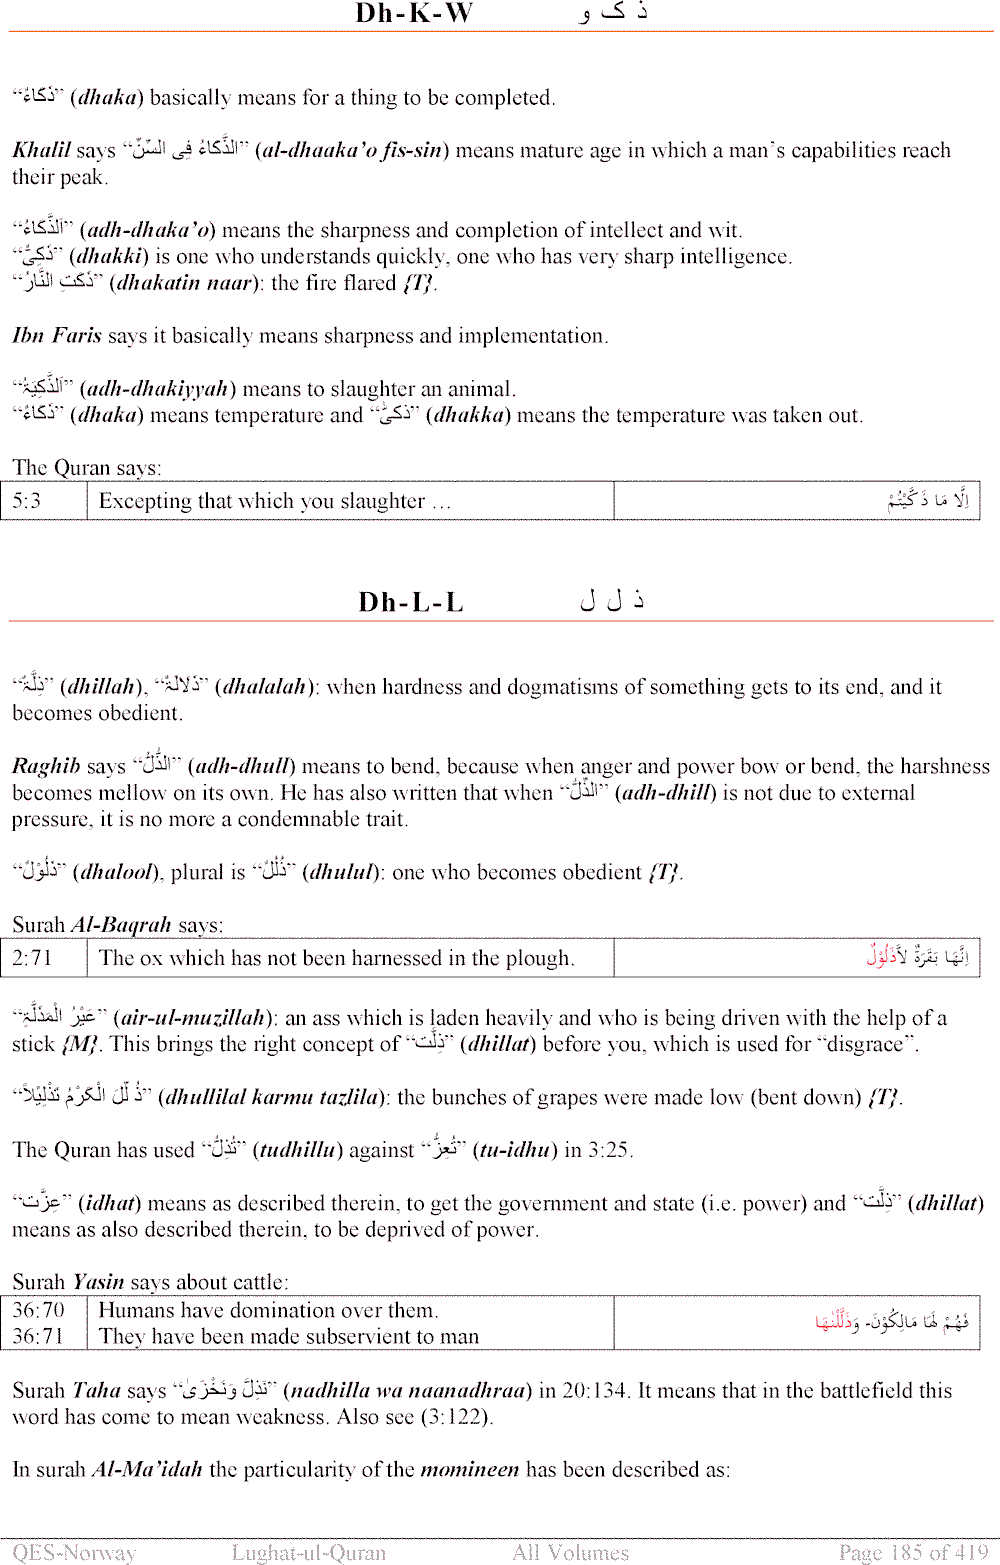 Dh-K-W ذ ک و
“ذَكَاءٌ” (dhaka) basically means for a thing to be completed.
Khalil says “الذَّكَاءُ فِی السِّنِّ” (al-dhaaka’o fis-sin) means mature age in which a man’s capabilities reach
their peak.
“اَلذَّكَاءُ” (adh-dhaka’o) means the sharpness and completion of intellect and wit.
“ذَكِیٌّ” (dhakki) is one who understands quickly, one who has very sharp intelligence.
“ذَكَتِ النَّارُ” (dhakatin naar): the fire flared {T}.
Ibn Faris says it basically means sharpness and implementation.
“اَلذَّكِيَۃُ” (adh-dhakiyyah) means to slaughter an animal.
“ذَكَاءٌ” (dhaka) means temperature and “ذَكیّٰ” (dhakka) means the temperature was taken out.
The Quran says:
5:3 Excepting that which you slaughter … اِلَّا مَا ذَكَّيْتُمْ
Dh-L-L ذ ل ل
“ذِلَّۃٌ” (dhillah), “ذَلَالَۃٌ” (dhalalah): when hardness and dogmatisms of something gets to its end, and it
becomes obedient.
Raghib says “الذُّلُّ” (adh-dhull) means to bend, because when anger and power bow or bend, the harshness
becomes mellow on its own. He has also written that when “الذِّلُّ” (adh-dhill) is not due to external
pressure, it is no more a condemnable trait.
“ذَلُوْلٌ” (dhalool), plural is “ذُلُلٌ” (dhulul): one who becomes obedient {T}.
Surah Al-Baqrah says:
2:71 The ox which has not been harnessed in the plough. اِنَّهَا بَقَرَةٌ لاَّذَلُوْلٌ
“عَيْرُ الْمَذَلَّۃِ” (air-ul-muzillah): an ass which is laden heavily and who is being driven with the help of a
stick {M}. This brings the right concept of “ذِلَّت” (dhillat) before you, which is used for “disgrace”.
“ذُ لِّلَ الْكَرْمُ تَذْلِيْلاً” (dhullilal karmu tazlila): the bunches of grapes were made low (bent down) {T}.
The Quran has used “تُذِلُّ” (tudhillu) against “تُعِزُّ” (tu-idhu) in 3:25.
“عِزَّت” (idhat) means as described therein, to get the government and state (i.e. power) and “ذِلَّت” (dhillat)
means as also described therein, to be deprived of power.
Surah Yasin says about cattle:
36:70 Humans have domination over them.
36:71 They have been made subservient to man فَهُمْ لَهَا مَالِكُوْنَ۔ وَذَلَّلْنٰهَا
Surah Taha says “نَذِلَّ وَنَخْزٰی” (nadhilla wa naanadhraa) in 20:134. It means that in the battlefield this
word has come to mean weakness. Also see (3:122).
In surah Al-Ma’idah the particularity of the momineen has been described as:
QES-Norway Lughat-ul-Quran All Volumes Page 185 of 419